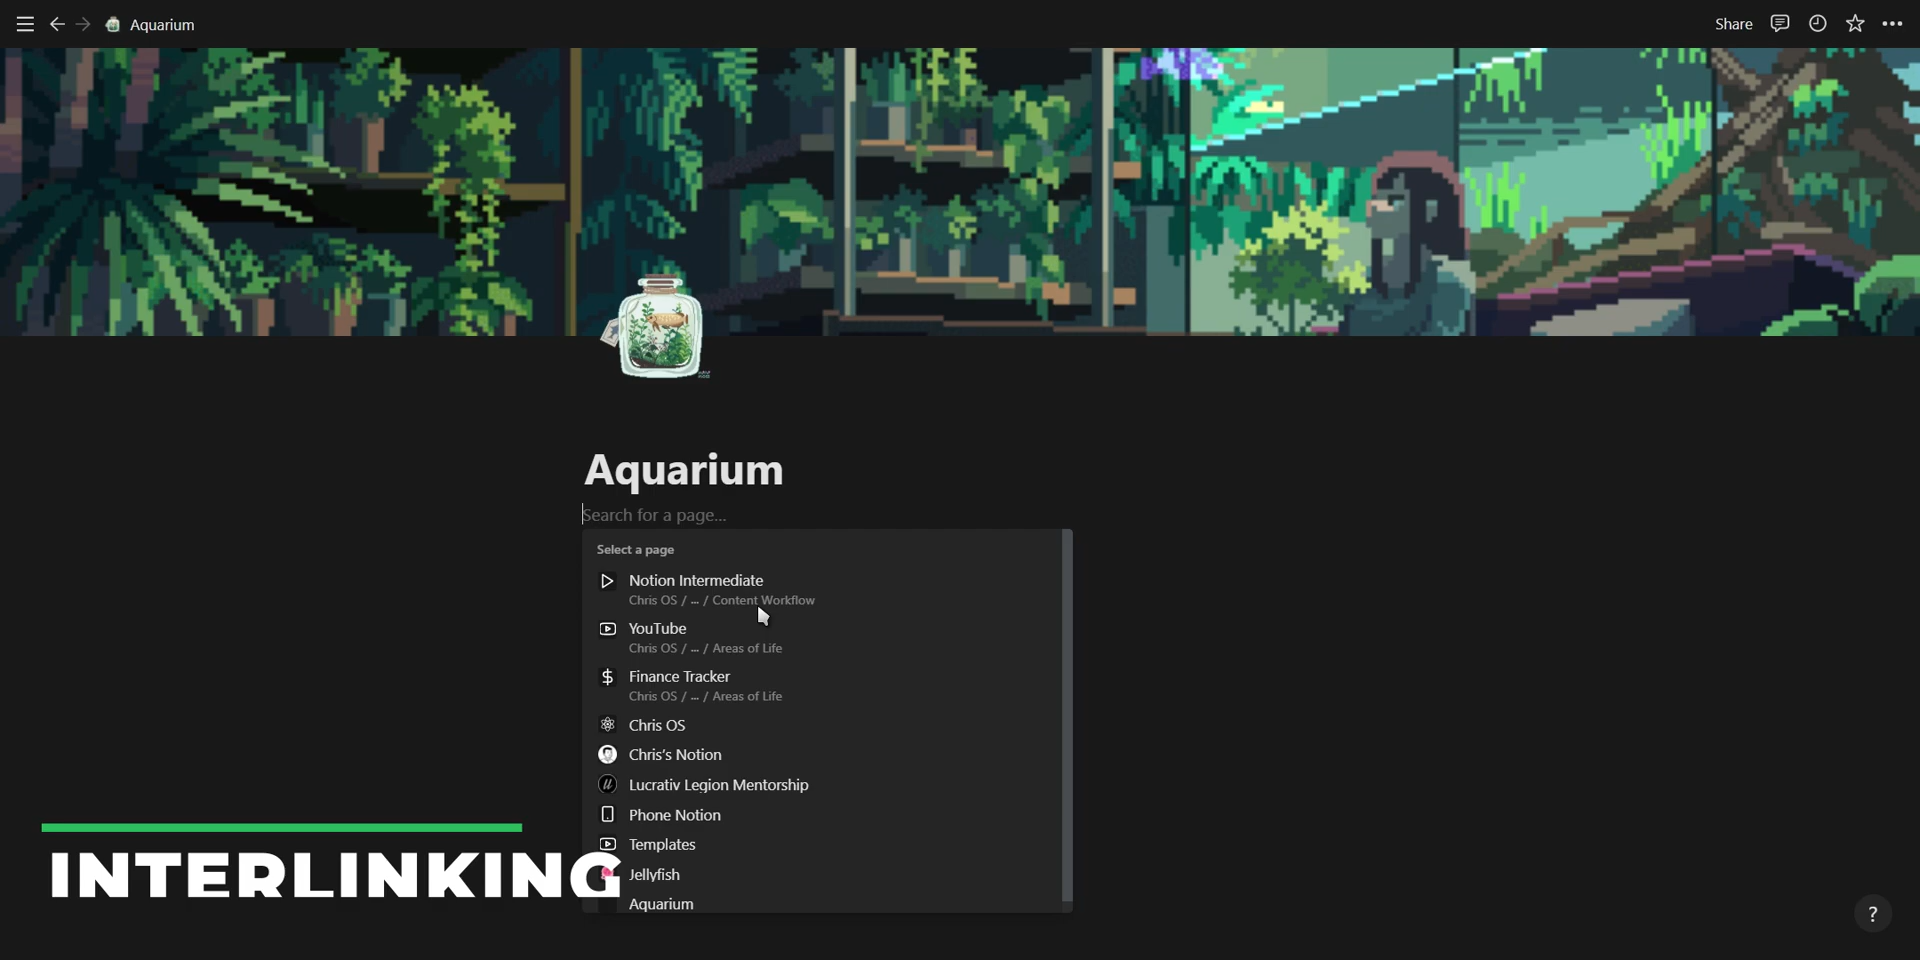 Aquarium
Share
Aquarium
Search for a page...
Select a page
Notion Intermediate
Chris OS / ... / Content Workflow
YouTube
Chris OS / ... / Areas of Life
Finance Tracker
Chris OS / ... / Areas of Life
Chris OS
Chris's Notion
Lucrativ Legion Mentorship
Phone Notion
Templates
Jellyfish
Aquarium
INTERLINKING
?